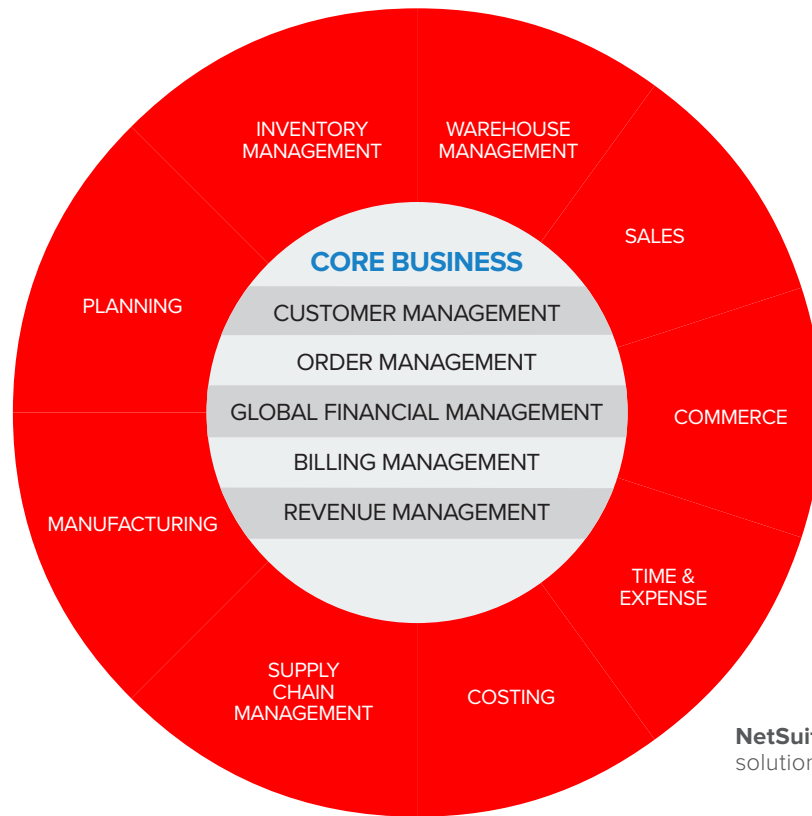 INVENTORY
MANAGEMENT
WAREHOUSE
MANAGEMENT
SALES
COMMERCE
TIME &
EXPENSE
COSTING
SUPPLY
CHAIN
MANAGEMENT
MANUFACTURING
PLANNING
CORE BUSINESS
CUSTOMER MANAGEMENT
ORDER MANAGEMENT
GLOBAL FINANCIAL MANAGEMENT
BILLING MANAGEMENT
REVENUE MANAGEMENT